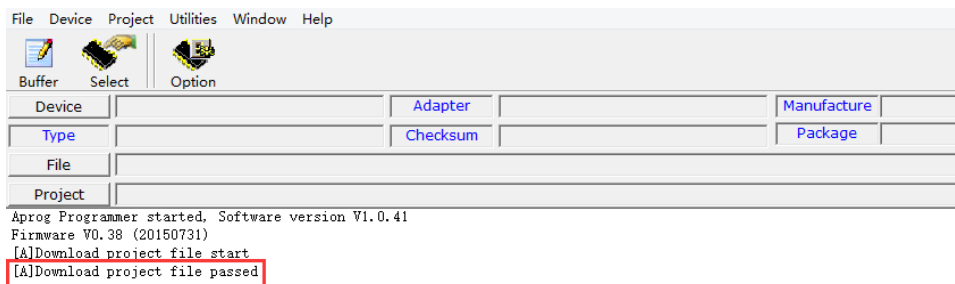 File Device Project Utilities Window Help
Buffer Select Option
Device Adapter Manufacture
Type Checksum Package
File
Project
Aprog Programmer started, Software version V1.0.41
Firmware V0.38 (20150731)
[A]Download project file start
[A]Download project file passed